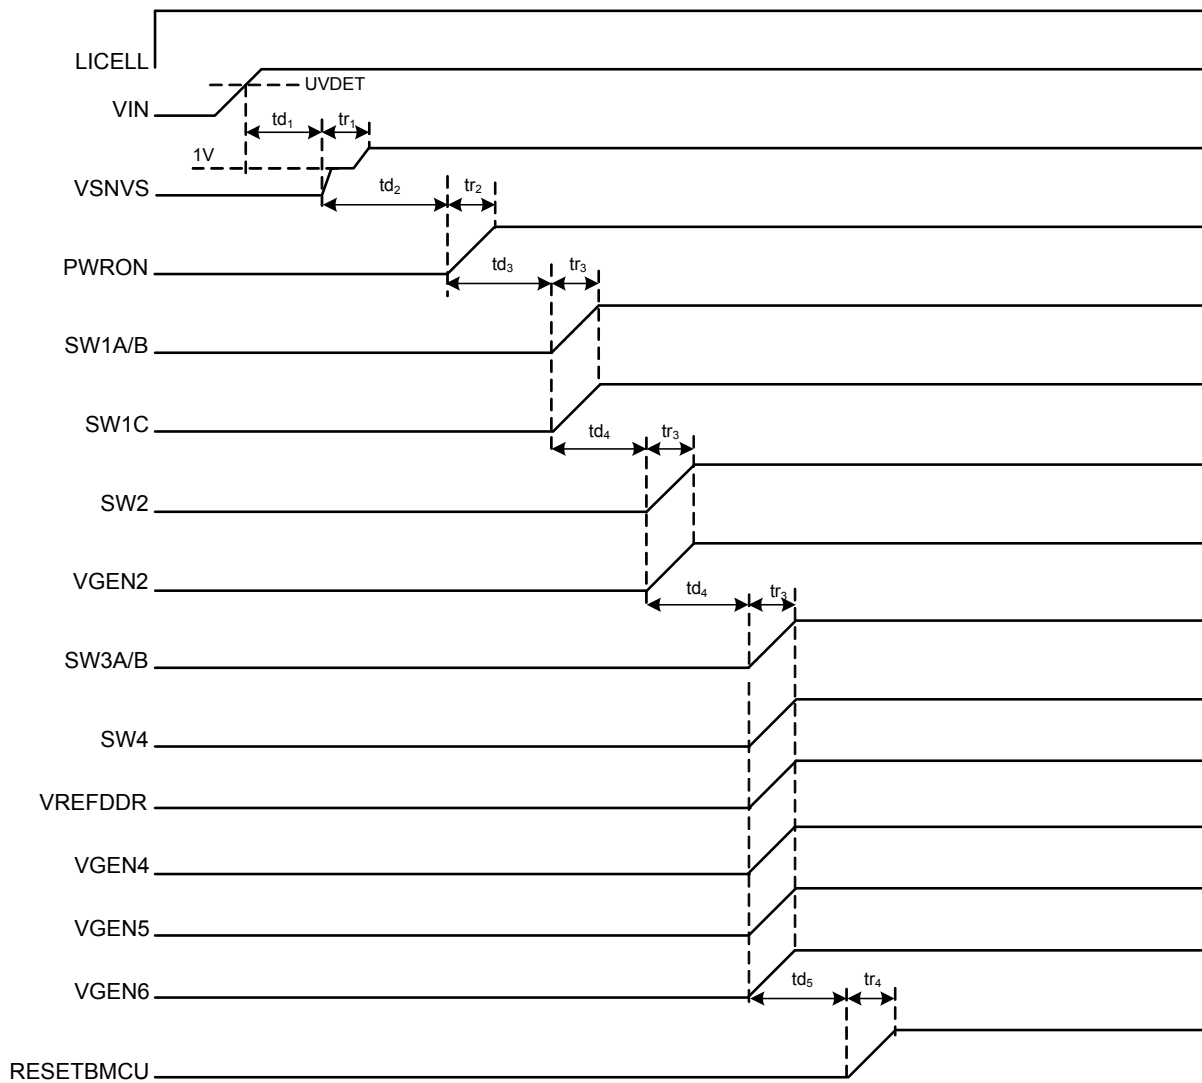 LICELL
UVDET
VIN
td1 tr1
1V
VSNVS
td2 tr2
PWRON
td3 tr3
SW1A/B
SW1C
td4 tr3
SW2
VGEN2
td4 tr3
SW3A/B
SW4
VREFDDR
VGEN4
VGEN5
VGEN6
td5 tr4
RESETBMCU